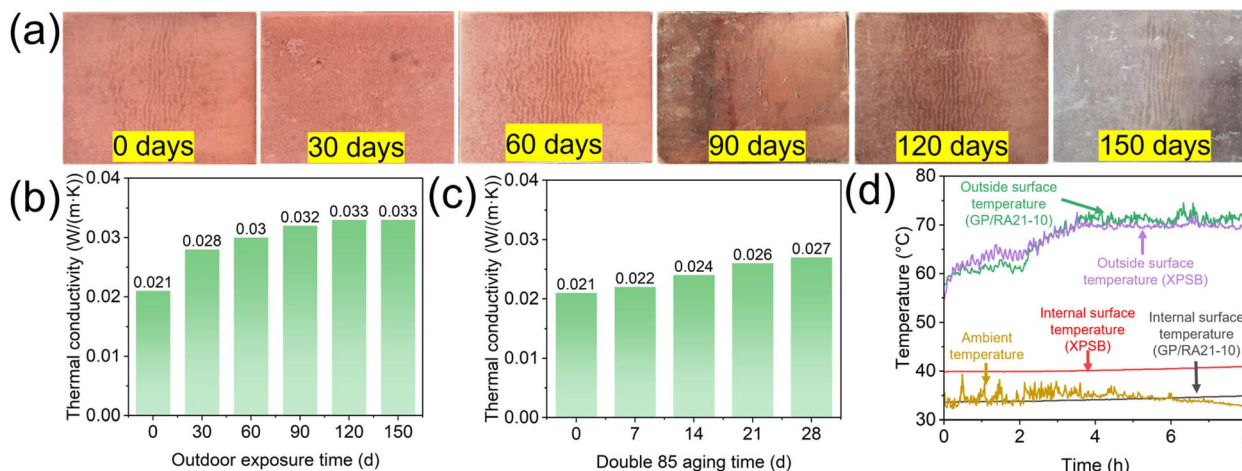 (a)
0 days
30 days
60 days
90 days
120 days
150 days
(b)
Thermal conductivity (W/(m·K))
0.04
0.03
0.02
0.01
0.00
0.021
0.028
0.03
0.032
0.033
0.033
0
30
60
90
120
150
Outdoor exposure time (d)
(c)
Thermal conductivity (W/(m·K))
0.04
0.03
0.02
0.01
0.00
0.021
0.022
0.024
0.026
0.027
0
7
14
21
28
Double 85 aging time (d)
(d)
Temperature (°C)
80
70
60
50
40
30
Outside surface
temperature
(GP/RA21-10)
Outside surface
temperature (XPSB)
Ambient
temperature
Internal surface
temperature
(XPSB)
Internal surface
temperature
(GP/RA21-10)
0
2
4
6
Time (h)